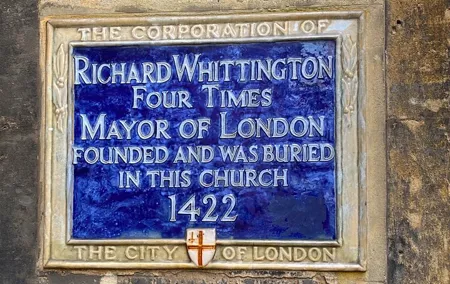 THE CORPORATION OF
RICHARD WHITTINGTON
FOUR TIMES
MAYOR OF LONDON
FOUNDED AND WAS BURIED
IN THIS CHURCH
1422
THE CITY OF LONDON